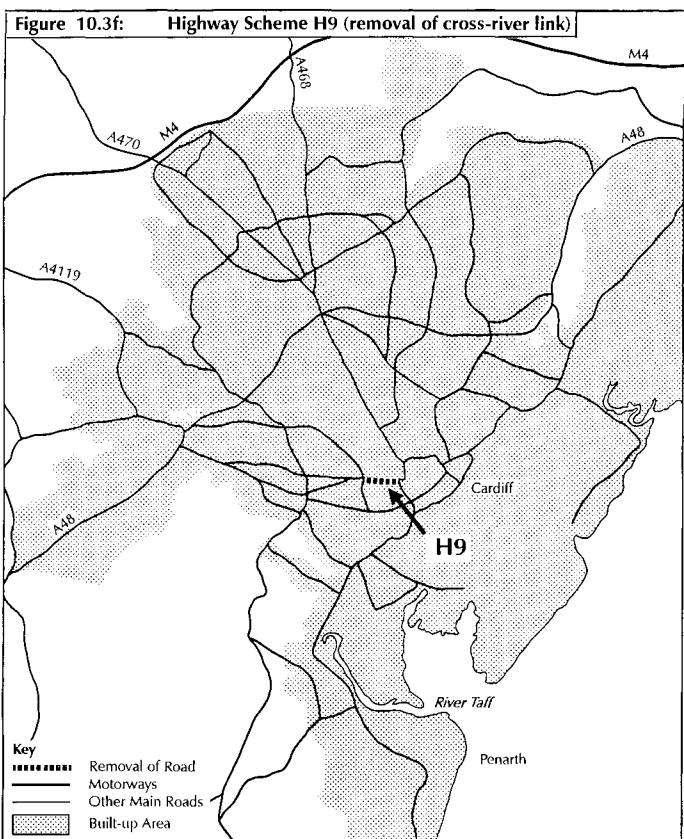 Figure 10.3f: Highway Scheme H9 (removal of cross-river link)
M4
A468
A470
M4
A48
A4119
Cardiff
H9
A48
River Taff
Penarth
Key
Removal of Road
Motorways
Other Main Roads
Built-up Area